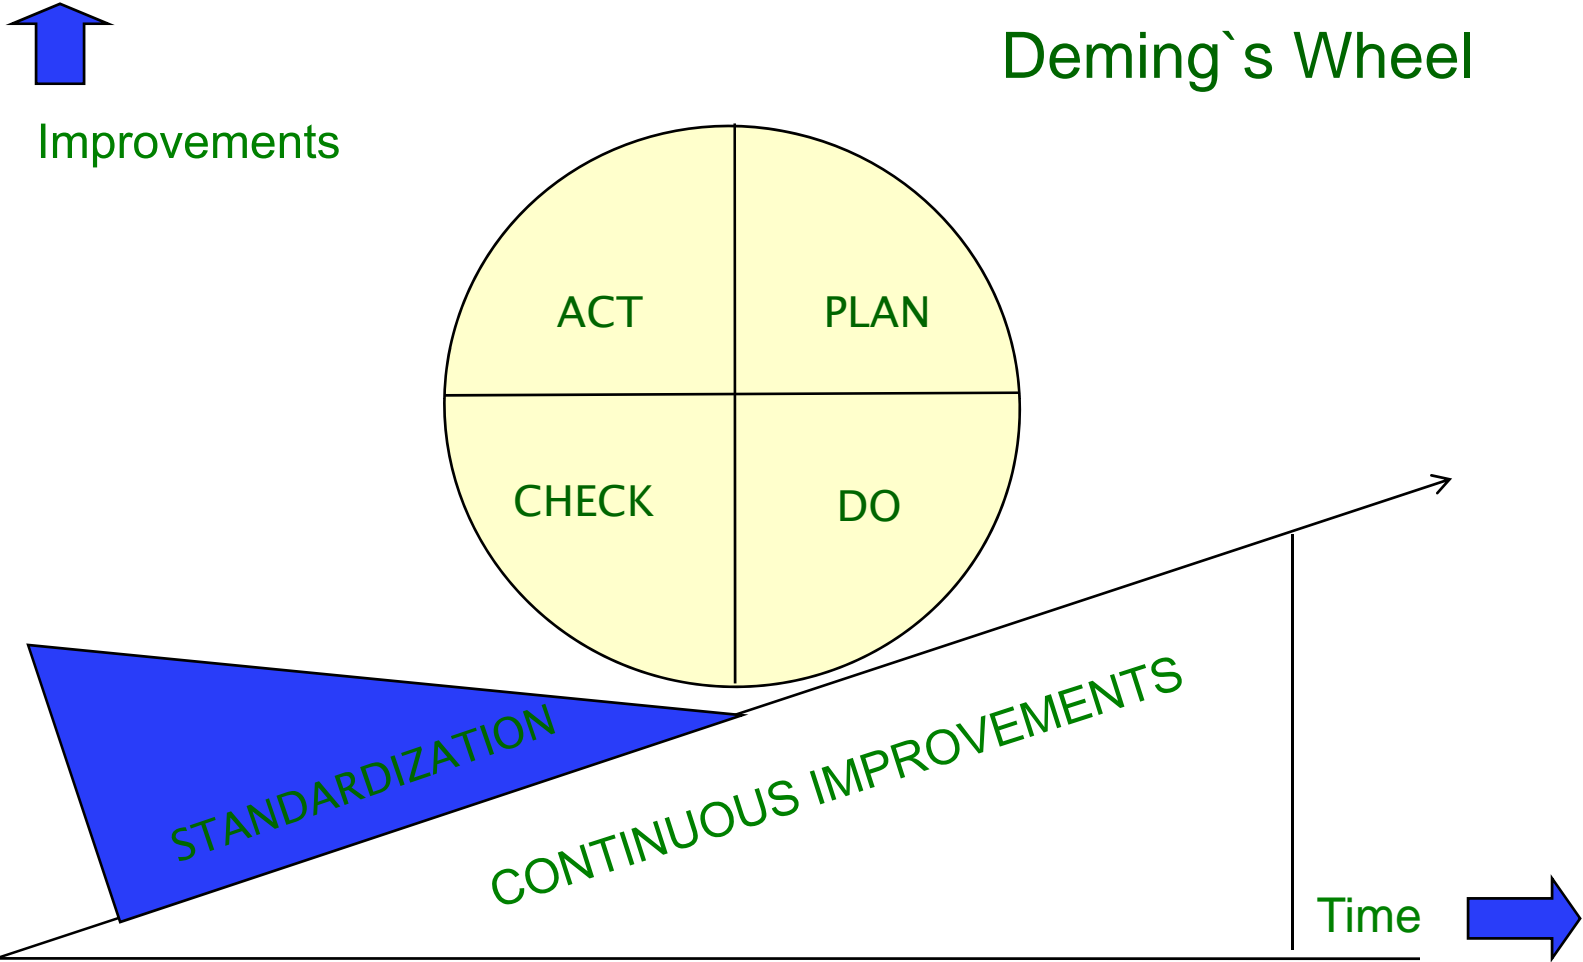 Deming`s Wheel
Improvements
ACT
PLAN
CHECK
DO
STANDARDIZATION
CONTINUOUS IMPROVEMENTS
Time